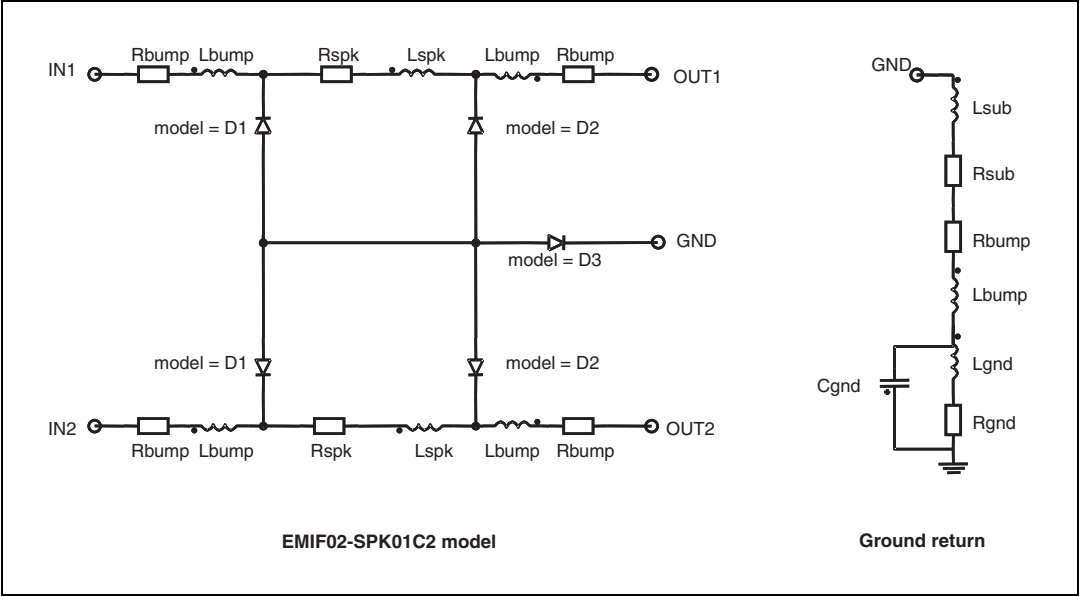 Rbump Lbump Rspk Lspk Lbump Rbump
IN1 OUT1
model = D1 model = D2
GND
model = D3
model = D1 model = D2
IN2 OUT2
Rbump Lbump Rspk Lspk Lbump Rbump
EMIF02-SPK01C2 model
GND
Lsub
Rsub
Rbump
Lbump
Lgnd
Cgnd
Rgnd
Ground return